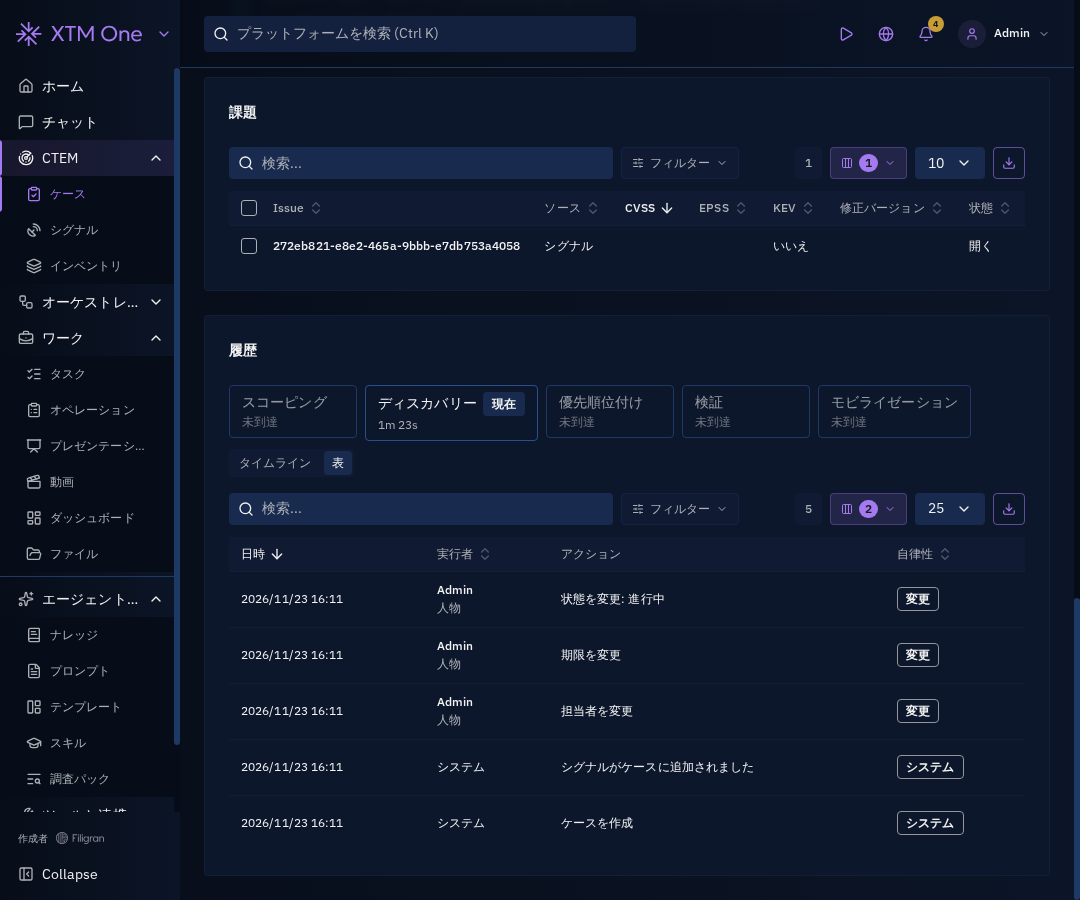 XTM One
プラットフォームを検索 (Ctrl K)
4
Admin
ホーム
チャット
CTEM
ケース
シグナル
インベントリ
オーケストレ...
ワーク
タスク
オペレーション
プレゼンテーシ...
動画
ダッシュボード
ファイル
エージェント...
ナレッジ
プロンプト
テンプレート
スキル
調査パック
作成者 Filigran
Collapse
課題
検索...
フィルター
1
1
10
Issue
ソース
CVSS
EPSS
KEV
修正バージョン
状態
272eb821-e8e2-465a-9bbb-e7db753a4058
シグナル
いいえ
開く
履歴
スコーピング
未到達
ディスカバリー 現在
1m 23s
優先順位付け
未到達
検証
未到達
モビライゼーション
未到達
タイムライン
表
検索...
フィルター
5
2
25
日時
実行者
アクション
自律性
2026/11/23 16:11
Admin
人物
状態を変更: 進行中
変更
2026/11/23 16:11
Admin
人物
期限を変更
変更
2026/11/23 16:11
Admin
人物
担当者を変更
変更
2026/11/23 16:11
システム
シグナルがケースに追加されました
システム
2026/11/23 16:11
システム
ケースを作成
システム